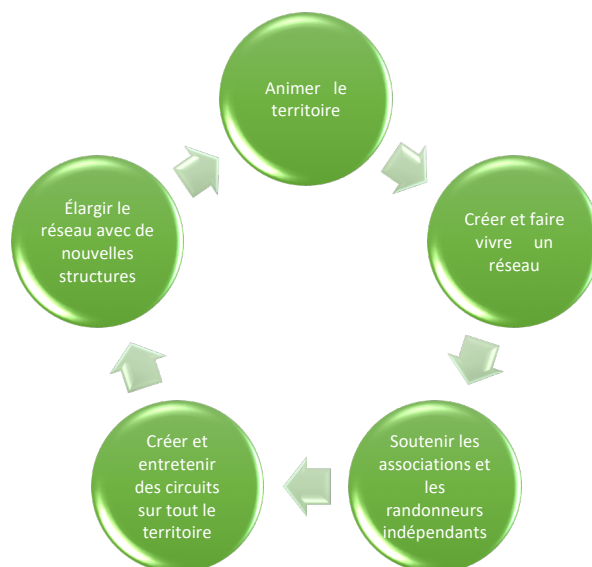 Animer le
territoire
Créer et faire
vivre un
réseau
Soutenir les
associations et
les
randonneurs
indépendants
Créer et
entretenir
des circuits
sur tout le
territoire
Élargir le
réseau avec de
nouvelles
structures